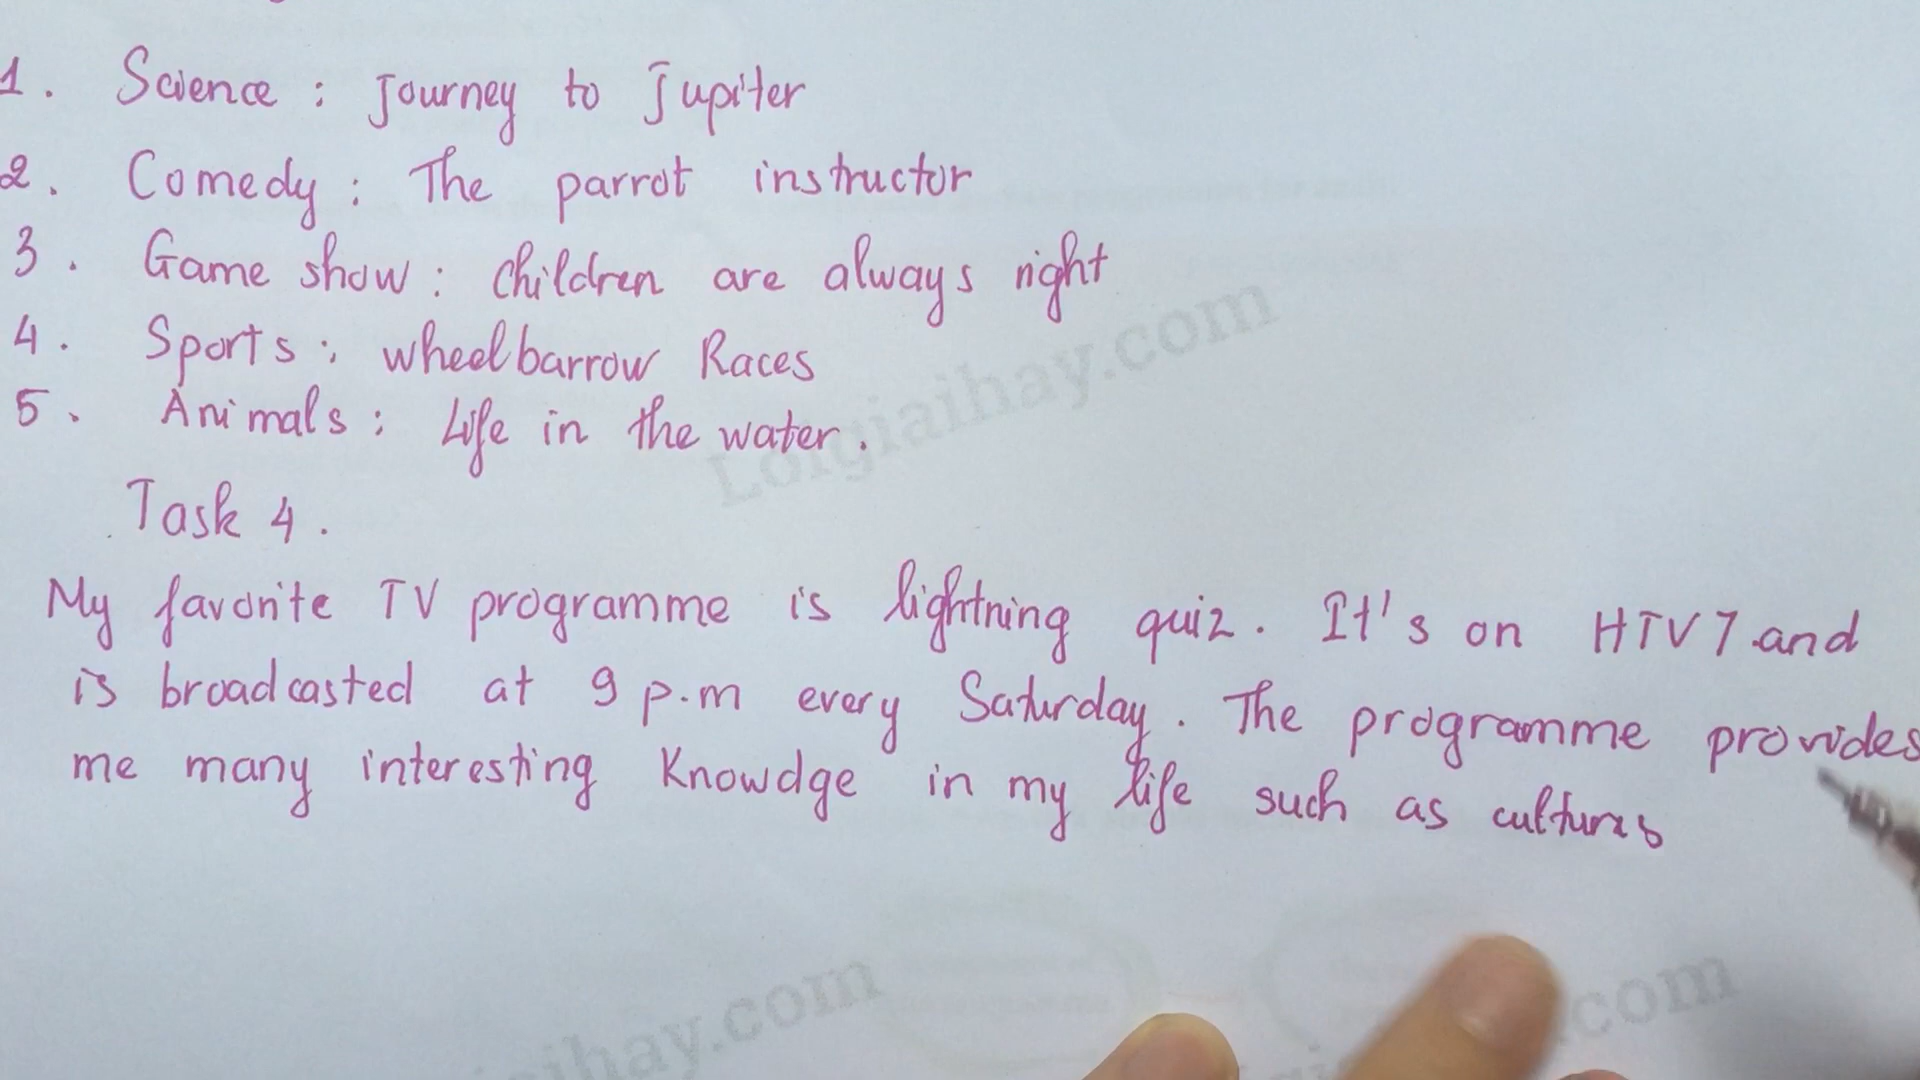 1. Science : Journey to Jupiter
2. Comedy : The parrot instructor
3. Game show : children are always right
4. Sports : wheelbarrow Races
5. Animals : Life in the water.
Task 4.
My favorite TV programme is lightning quiz. It's on HTV7 and
is broadcasted at 9 p.m every Saturday. The programme provides
me many interesting Knowdge in my life such as cultures
Loigiaihay.com